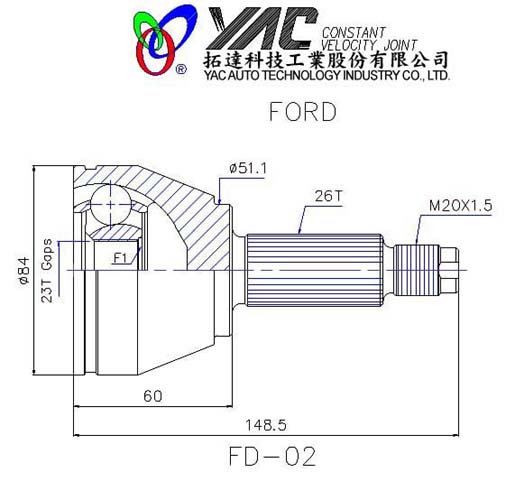 YAC CONSTANT
VELOCITY JOINT
®
拓達科技工業股份有限公司
YAC AUTO TECHNOLOGY INDUSTRY CO., LTD.
FORD
ø51.1
26T
M20X1.5
F1
23T Gaps
ø84
60
148.5
FD-02